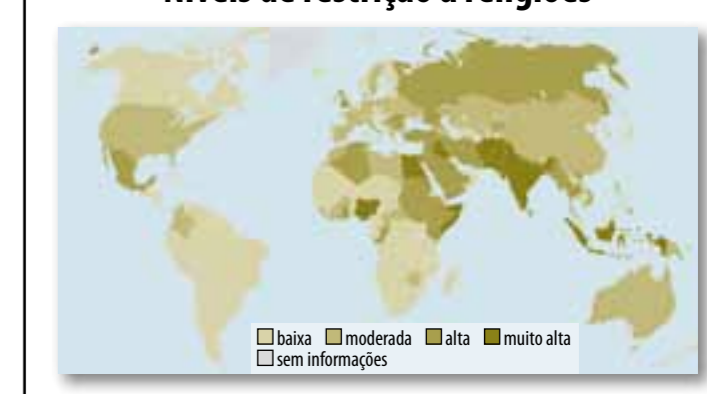 Níveis de restrição a religiões
baixa moderada alta muito alta
sem informações